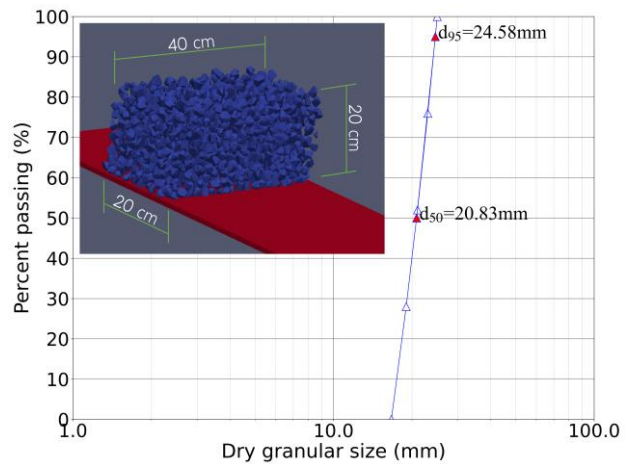 100
90
80
70
60
50
40
30
20
10
0
Percent passing (%)
40 cm
20 cm
20 cm
d95=24.58mm
d50=20.83mm
1.0
10.0
100.0
Dry granular size (mm)